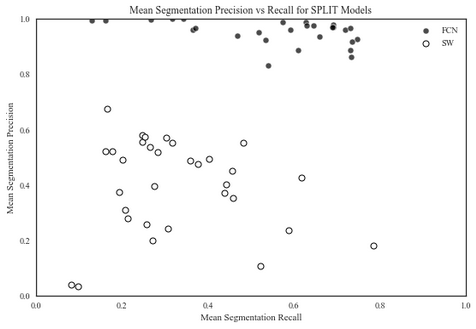 Mean Segmentation Precision vs Recall for SPLIT Models
FCN
SW
1.0
0.8
0.6
0.4
0.2
0.0
Mean Segmentation Precision
0.0 0.2 0.4 0.6 0.8 1.0
Mean Segmentation Recall